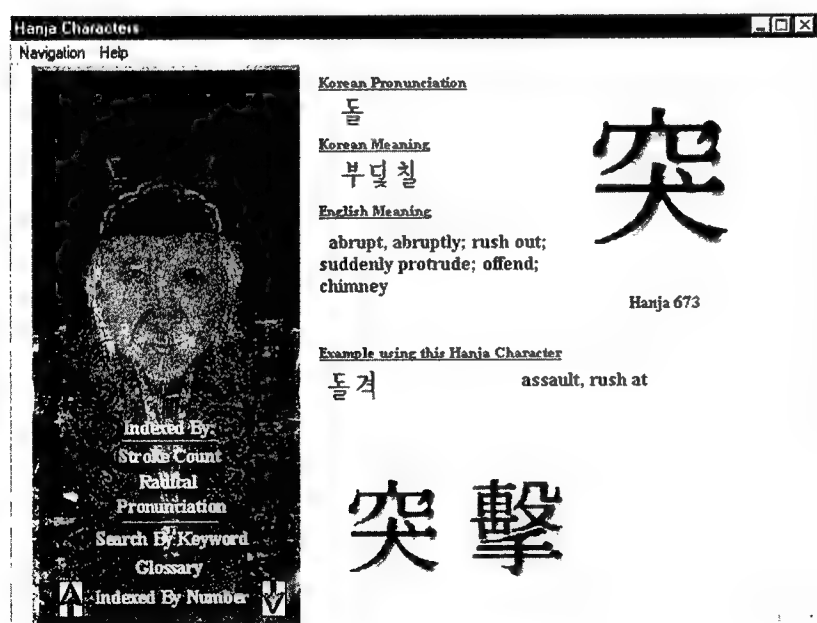 Hanja Characters
Navigation Help
Korean Pronunciation
돌
Korean Meaning
부딪칠
English Meaning
abrupt, abruptly; rush out;
suddenly protrude; offend;
chimney
突
Hanja 673
Example using this Hanja Character
돌격 assault, rush at
突擊
Indexed By:
Stroke Count
Radical
Pronunciation
Search By Keyword
Glossary
Indexed By Number